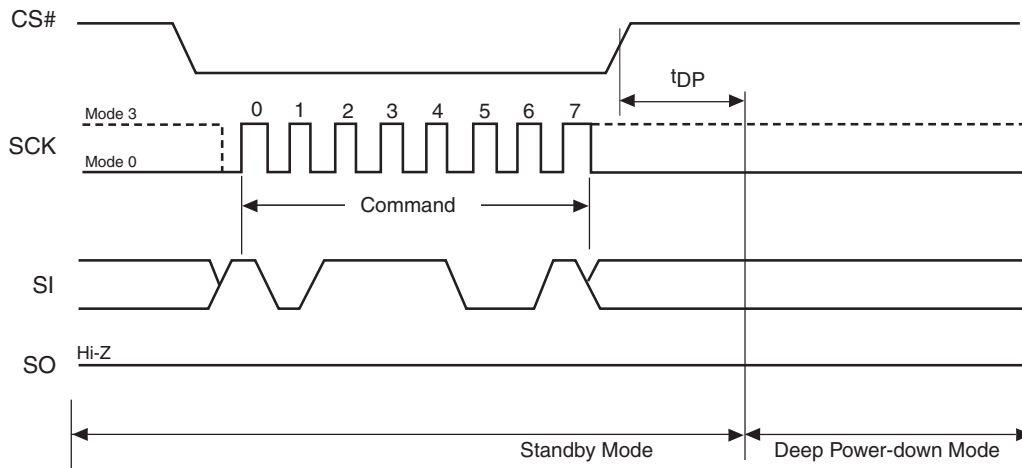 CS#
tDP
Mode 3
0 1 2 3 4 5 6 7
SCK
Mode 0
Command
SI
Hi-Z
SO
Standby Mode Deep Power-down Mode